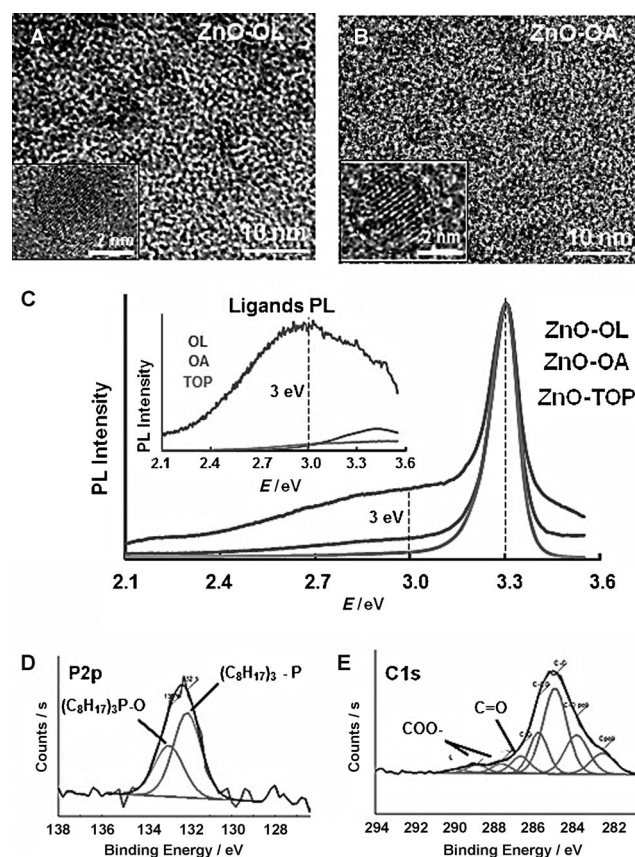 A
ZnO-OL
2 nm
10 nm
B
ZnO-OA
2 nm
10 nm
C
Ligands PL
OL
OA
TOP
3 eV
PL Intensity
2.1 2.4 2.7 3.0 3.3 3.6
E/eV
ZnO-OL
ZnO-OA
ZnO-TOP
PL Intensity
3 eV
2.1 2.4 2.7 3.0 3.3 3.6
E/eV
D
P2p
(C8H17)3 - P
(C8H17)3P-O
Counts / s
138 136 134 132 130 128
Binding Energy / eV
E
C1s
C=O
COO-
Counts / s
294 292 290 288 286 284 282
Binding Energy / eV